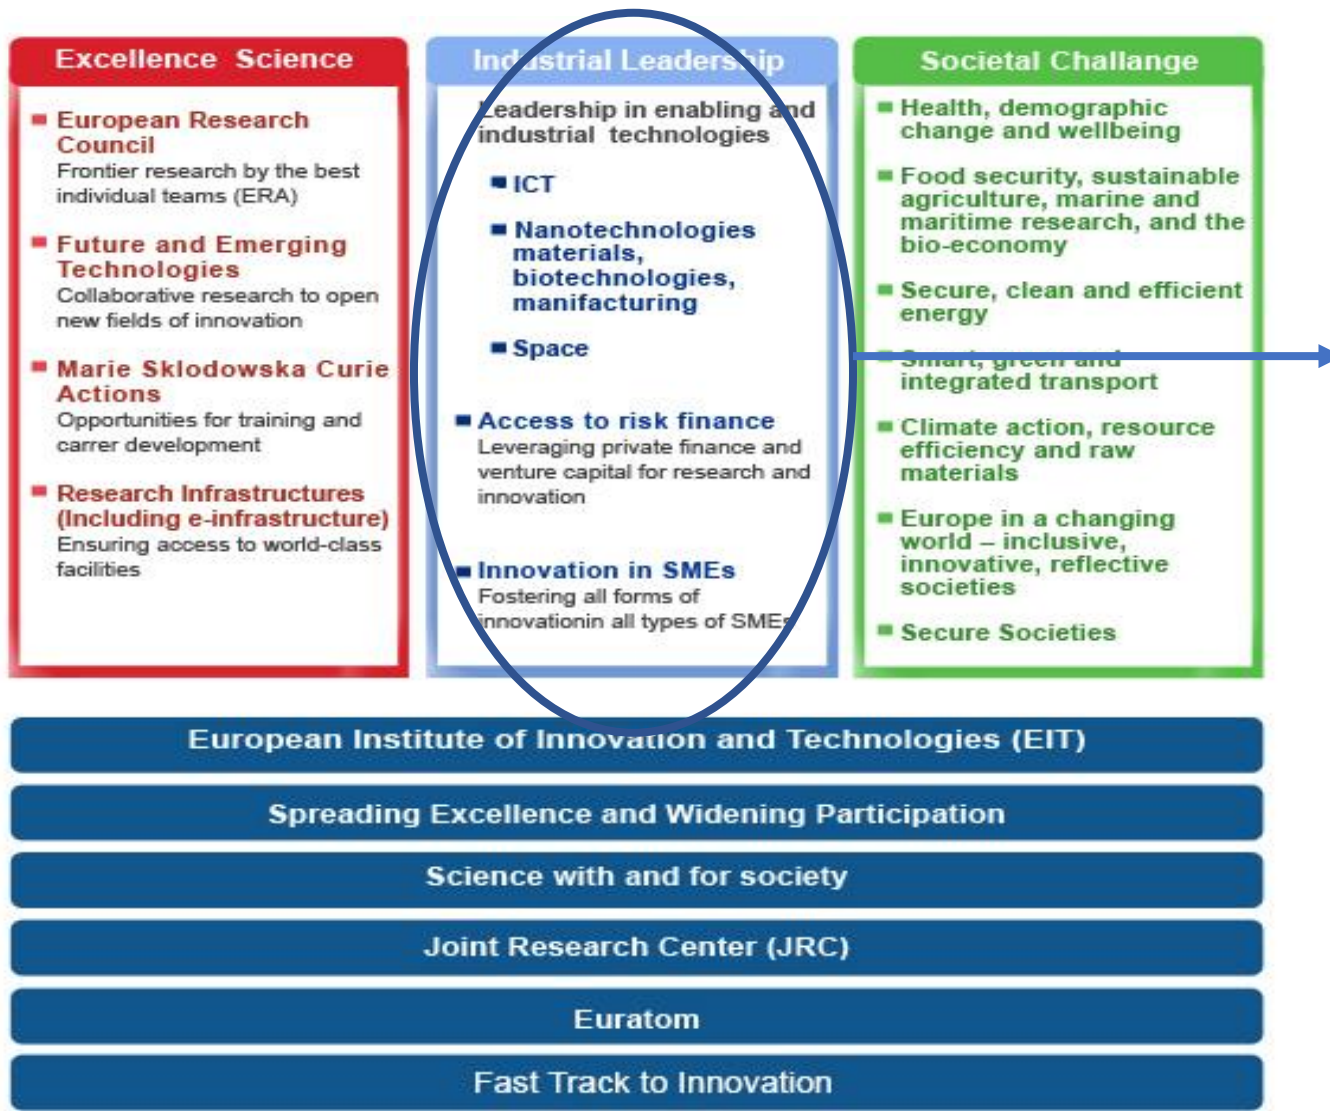 Excellence Science
European Research
Council
Frontier research by the best
individual teams (ERA)
Future and Emerging
Technologies
Collaborative research to open
new fields of innovation
Marie Sklodowska Curie
Actions
Opportunities for training and
carrer development
Research Infrastructures
(Including e-infrastructure)
Ensuring access to world-class
facilities
Industrial Leadership
Leadership in enabling and
industrial technologies
ICT
Nanotechnologies
materials,
biotechnologies,
manifacturing
Space
Access to risk finance
Leveraging private finance and
venture capital for research and
innovation
Innovation in SMEs
Fostering all forms of
innovationin all types of SMEs
Societal Challange
Health, demographic
change and wellbeing
Food security, sustainable
agriculture, marine and
maritime research, and the
bio-economy
Secure, clean and efficient
energy
Smart, green and
integrated transport
Climate action, resource
efficiency and raw
materials
Europe in a changing
world – inclusive,
innovative, reflective
societies
Secure Societies
European Institute of Innovation and Technologies (EIT)
Spreading Excellence and Widening Participation
Science with and for society
Joint Research Center (JRC)
Euratom
Fast Track to Innovation